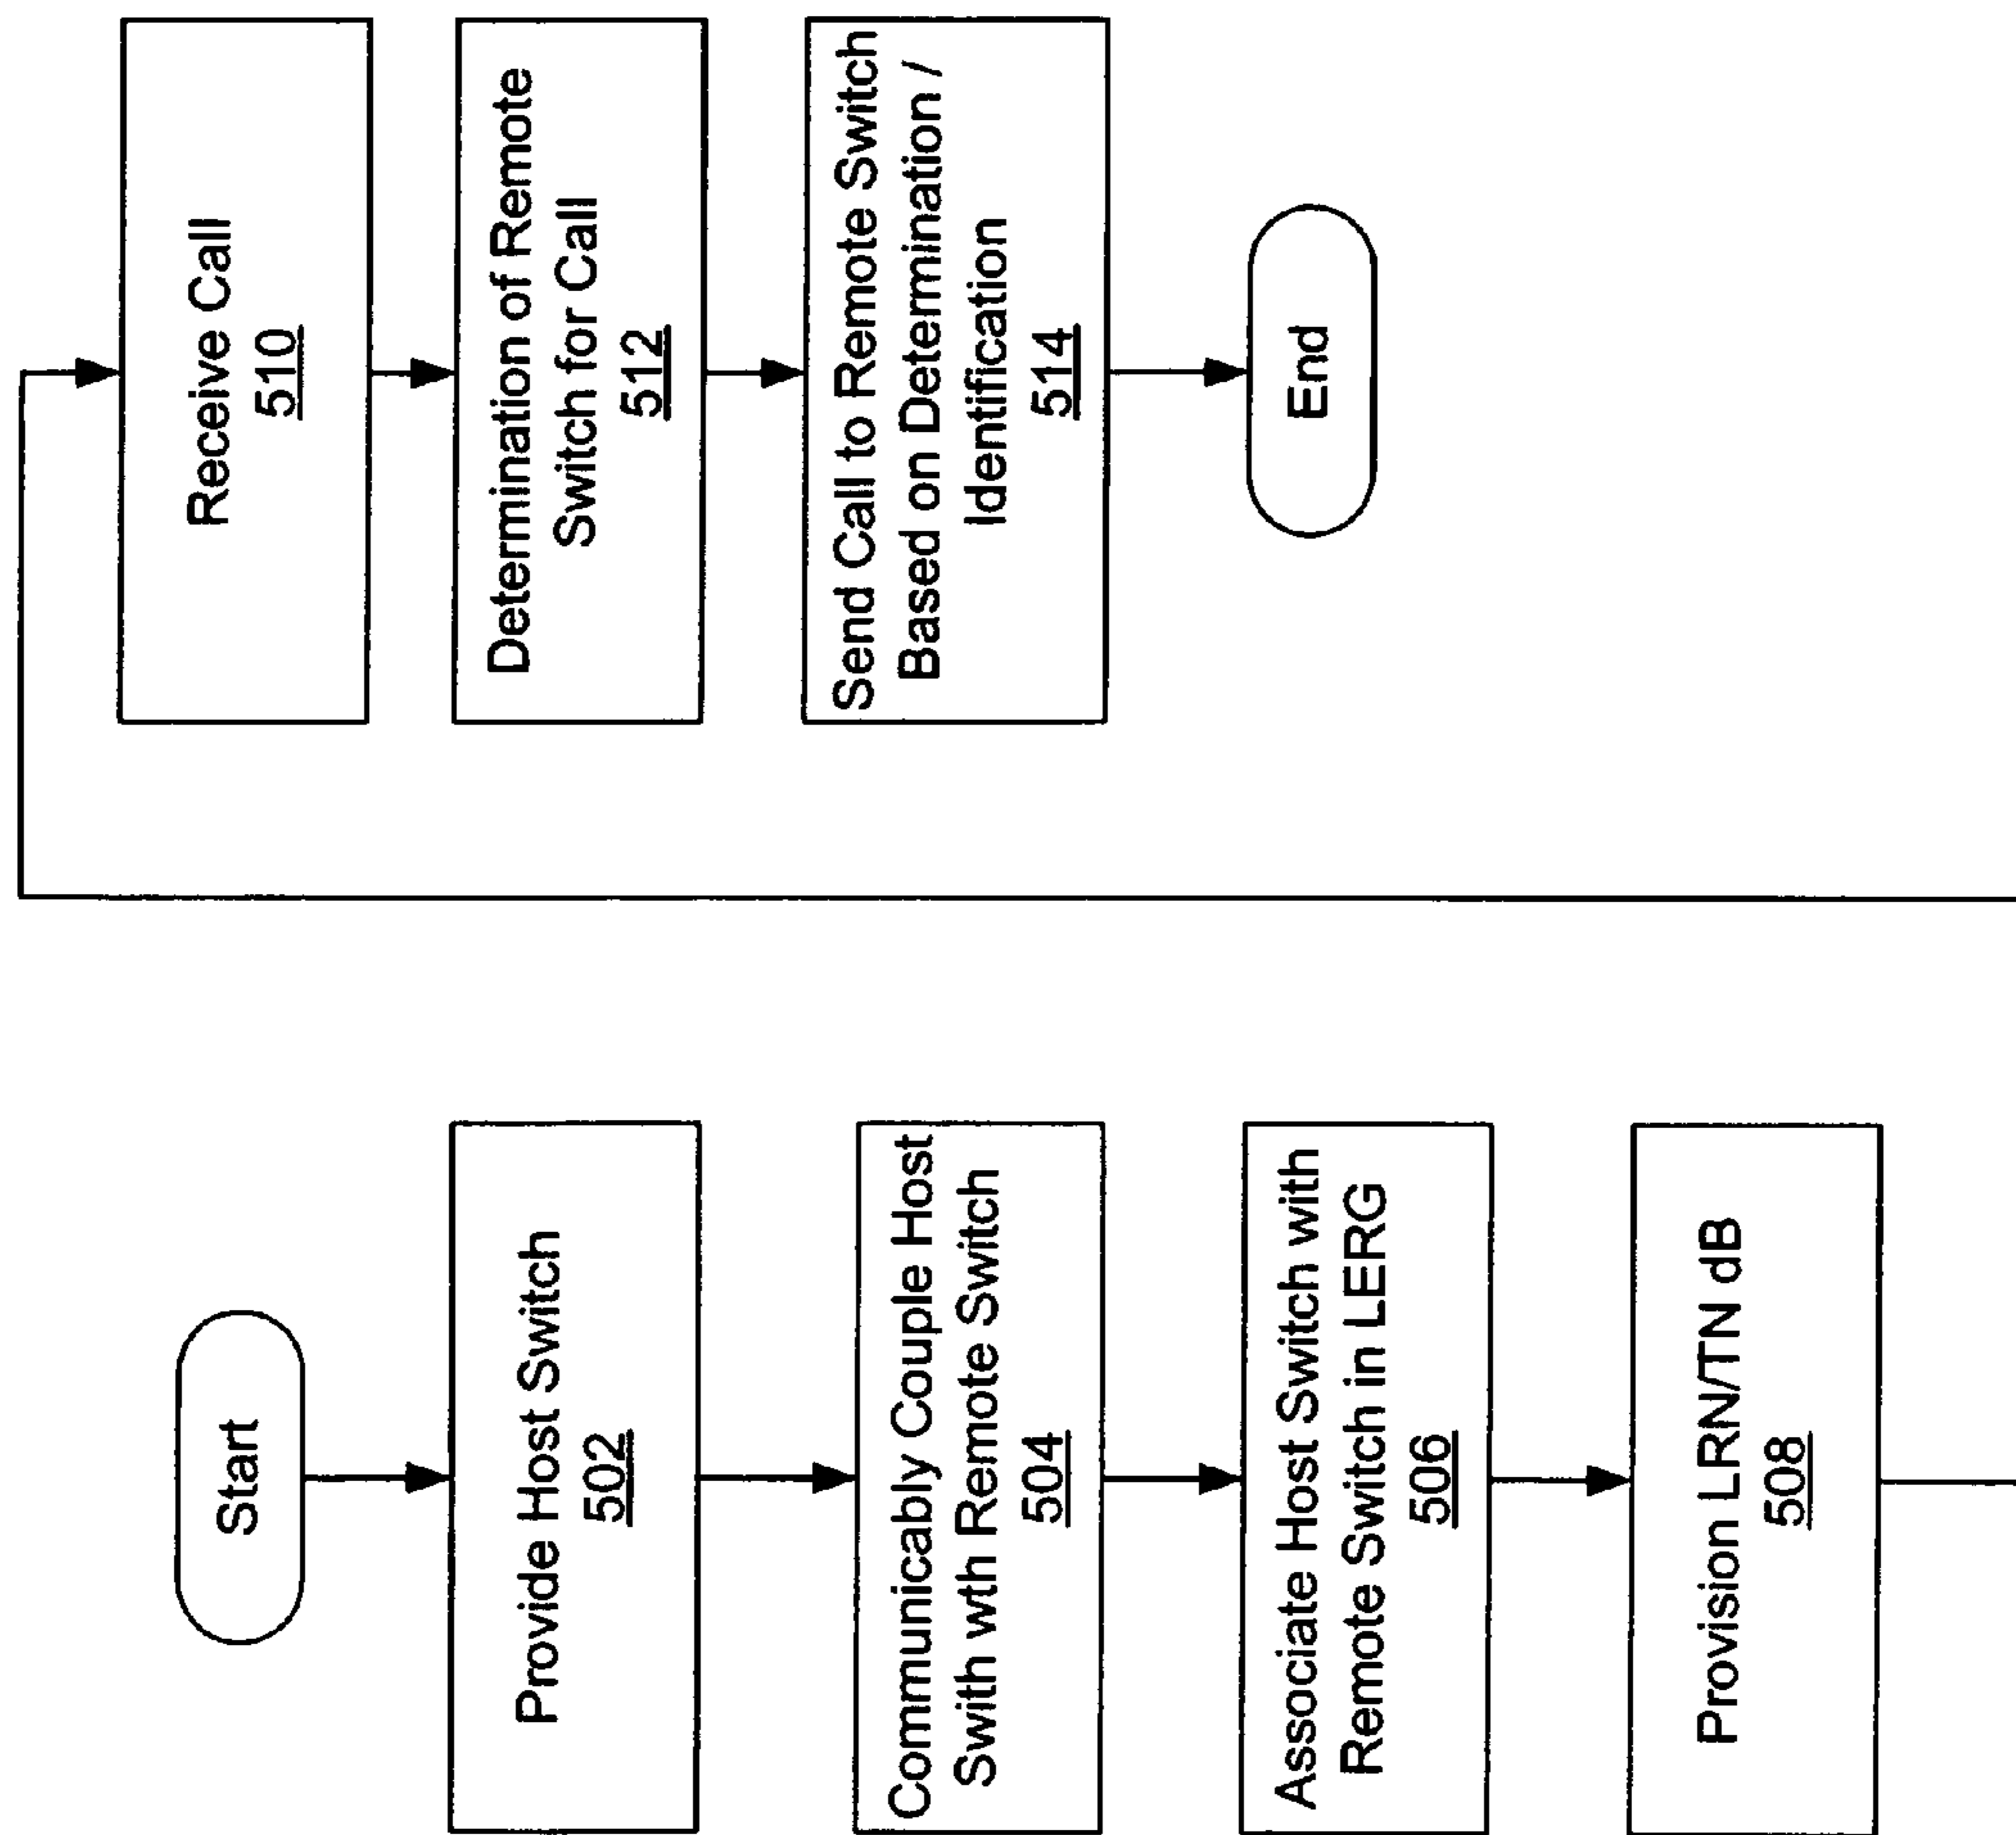 Start
Provide Host Switch
502
Communicably Couple Host
Swith wth Remote Switch
504
Associate Host Switch with
Remote Switch in LERG
506
Provision LRN/TN dB
508
Receive Call
510
Determination of Remote
Switch for Call
512
Send Call to Remote Switch
Based on Determination /
Identification
514
End